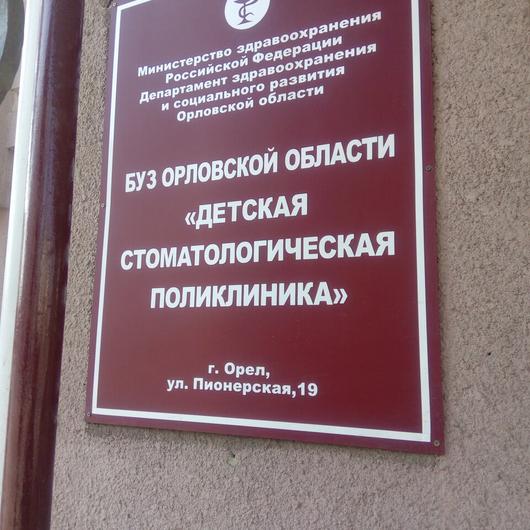 Министерство здравоохранения
Российской Федерации
Департамент здравоохранения
и социального развития
Орловской области
БУЗ ОРЛОВСКОЙ ОБЛАСТИ
«ДЕТСКАЯ
СТОМАТОЛОГИЧЕСКАЯ
ПОЛИКЛИНИКА»
г. Орел,
ул. Пионерская,19